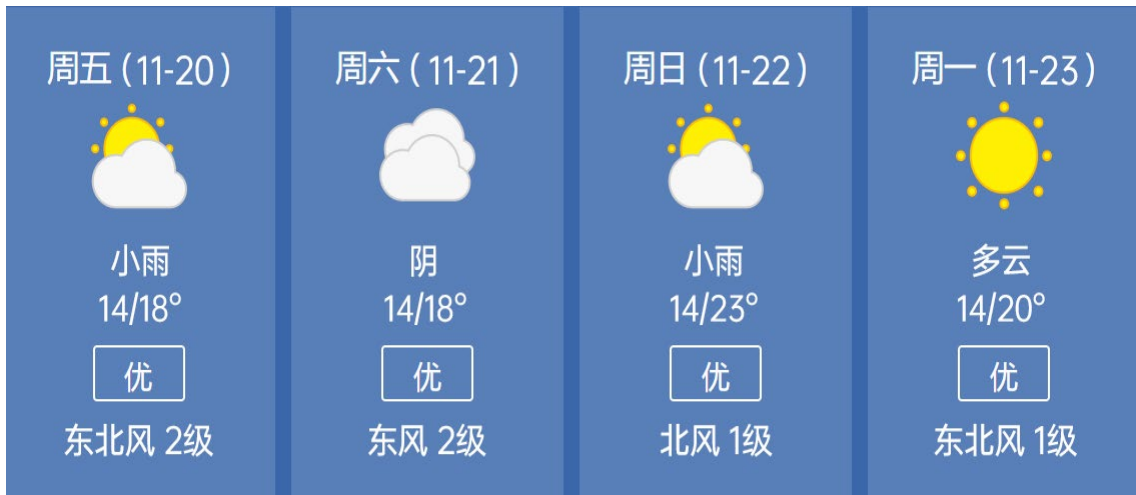 周五 ( 11-20 )
小雨
14/18°
优
东北风 2级
周六 ( 11-21 )
阴
14/18°
优
东风 2级
周日 ( 11-22 )
小雨
14/23°
优
北风 1级
周一 ( 11-23 )
多云
14/20°
优
东北风 1级